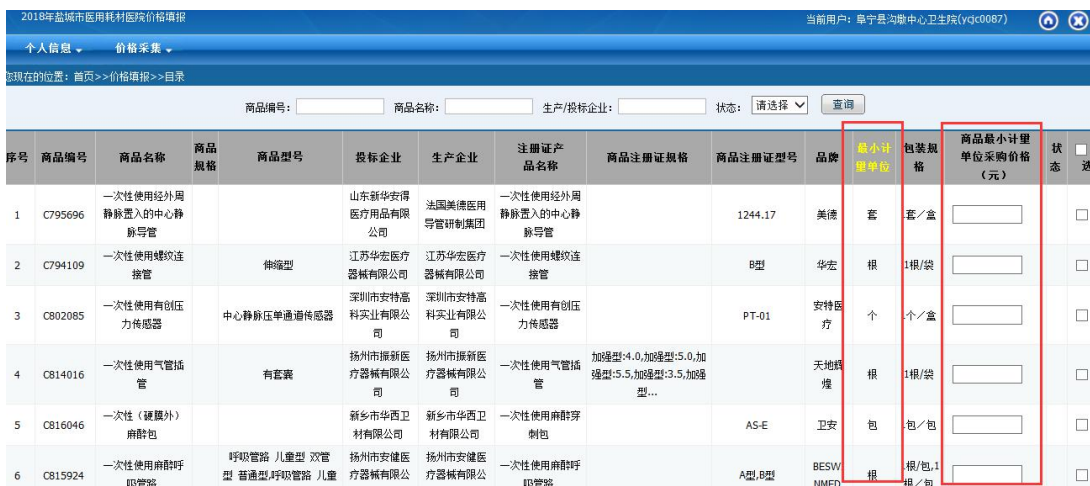 2018年盐城市医用耗材医院价格填报 当前用户：阜宁县沟墩中心卫生院(ycjc0087)
个人信息 价格采集
您现在的位置：首页>>价格填报>>目录
商品编号： 商品名称： 生产/投标企业： 状态： 请选择 查询
序号 商品编号 商品名称 商品规格 商品型号 投标企业 生产企业 注册证产品名称 商品注册证规格 商品注册证型号 品牌 最小计量单位 包装规格 商品最小计量单位采购价格（元） 状态 选
1 C795696 一次性使用经外周静脉置入的中心静脉导管 山东新华安得医疗用品有限公司 法国美德医用导管研制集团 一次性使用经外周静脉置入的中心静脉导管 1244.17 美德 套 套/盒
2 C794109 一次性使用螺纹连接管 伸缩型 江苏华宏医疗器械有限公司 江苏华宏医疗器械有限公司 一次性使用螺纹连接管 B型 华宏 根 1根/袋
3 C802085 一次性使用有创压力传感器 中心静脉压单通道传感器 深圳市安特高科实业有限公司 深圳市安特高科实业有限公司 一次性使用有创压力传感器 PT-01 安特医疗 个 个/盒
4 C814016 一次性使用气管插管 有套囊 扬州市振新医疗器械有限公司 扬州市振新医疗器械有限公司 一次性使用气管插管 加强型:4.0,加强型:5.0,加强型:5.5,加强型:3.5,加强型... 天地辉煌 根 1根/袋
5 C816046 一次性（硬膜外）麻醉包 新乡市华西卫材有限公司 新乡市华西卫材有限公司 一次性使用麻醉穿刺包 AS-E 卫安 包 包/包
6 C815924 一次性使用麻醉呼吸管路 呼吸管路 儿童型 双管型 普通型,呼吸管路 儿童 扬州市安健医疗器械有限公 扬州市安健医疗器械有限公 一次性使用麻醉呼吸管路 A型,B型 BESW 根 根/包,1根/包